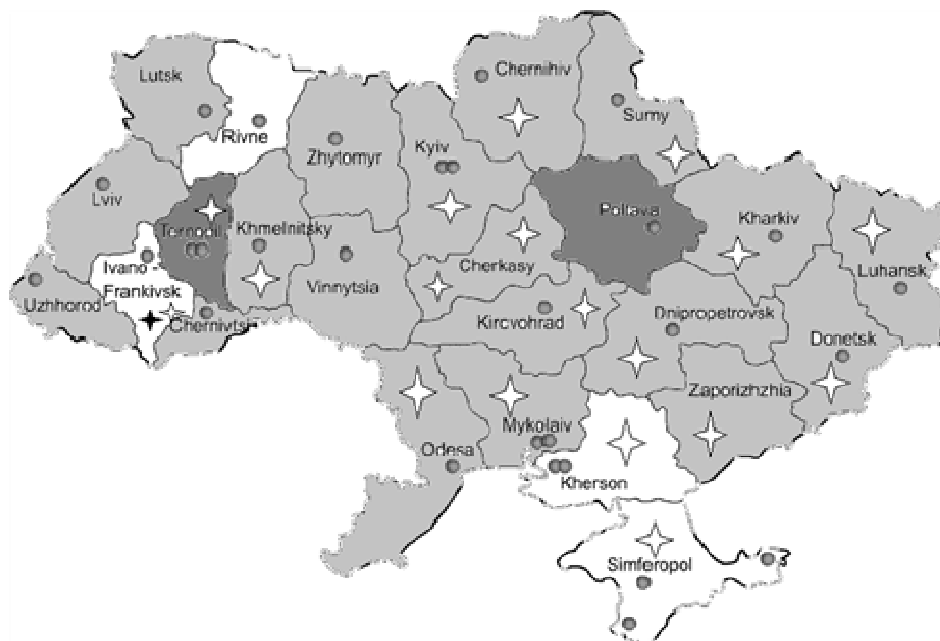 Chernihiv
Lutsk
Sumy
Rivne
Zhytomyr
Kyiv
Lviv
Poltava
Ternopil
Khmelnitsky
Kharkiv
Ivano -
Frankivsk
Cherkasy
Luhansk
Uzhhorod
Vinnytsia
Chernivtsi
Kircvohrad
Dnipropetrovsk
Donetsk
Zaporizhzhia
Mykolaiv
Odesa
Kherson
Simferopol